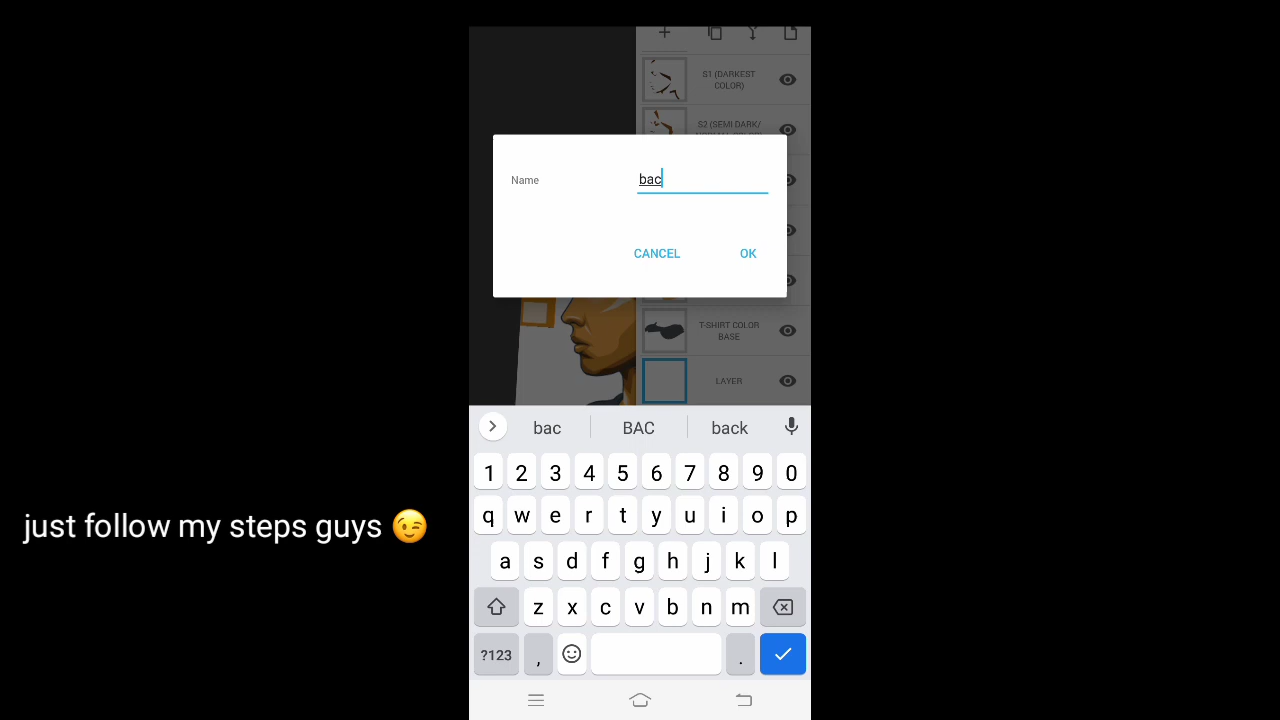 S1 (DARKEST
COLOR)
S2 (SEMI DARK/
Name
bac
CANCEL
OK
T-SHIRT COLOR
BASE
LAYER
bac
BAC
back
1 2 3 4 5 6 7 8 9 0
q w e r t y u i o p
a s d f g h j k l
z x c v b n m
?123 , .
just follow my steps guys 😉